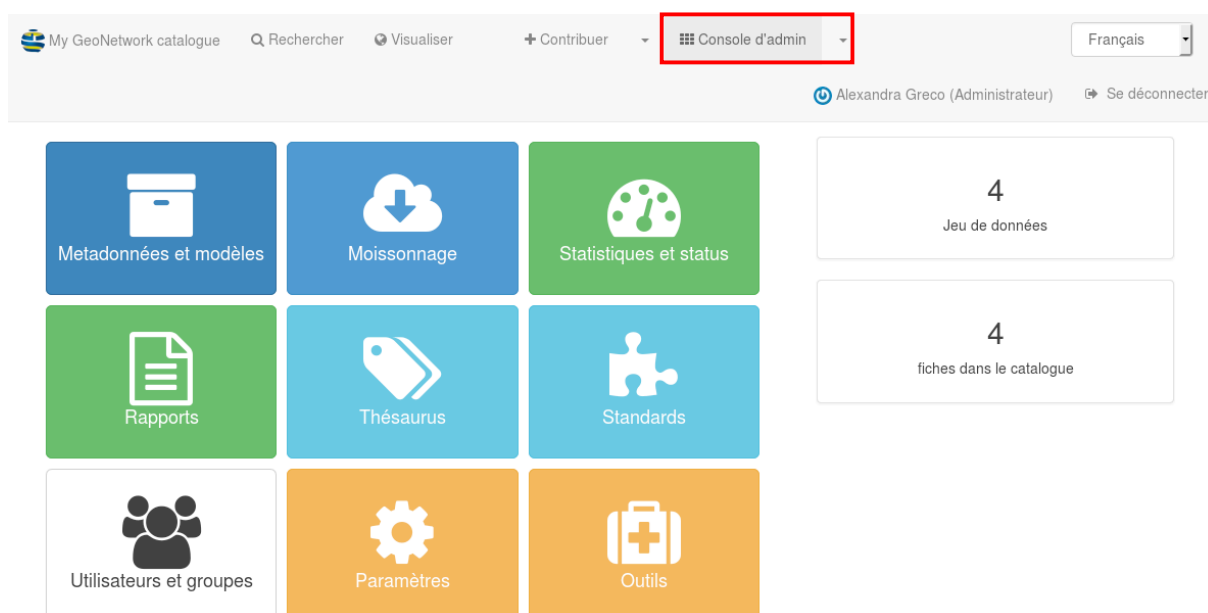 My GeoNetwork catalogue Rechercher Visualiser + Contribuer Console d'admin Français
Alexandra Greco (Administrateur) Se déconnecter
Metadonnées et modèles
Moissonnage
Statistiques et status
4
Jeu de données
Rapports
Thésaurus
Standards
4
fiches dans le catalogue
Utilisateurs et groupes
Paramètres
Outils